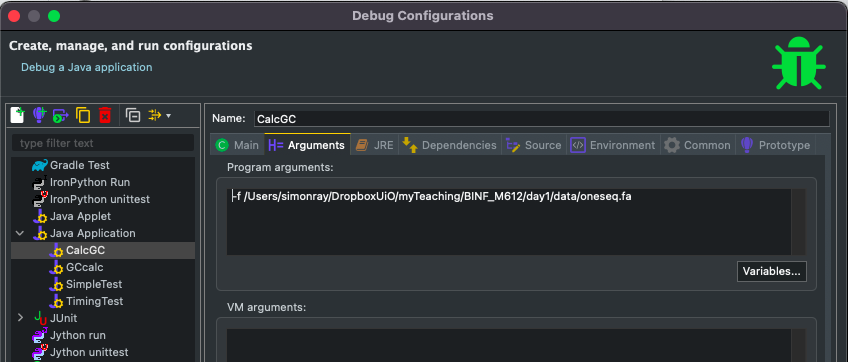 Debug Configurations
Create, manage, and run configurations
Debug a Java application
type filter text
Gradle Test
IronPython Run
IronPython unittest
Java Applet
Java Application
CalcGC
GCcalc
SimpleTest
TimingTest
JUnit
Jython run
Jython unittest
Name: CalcGC
Main Arguments JRE Dependencies Source Environment Common Prototype
Program arguments:
-f /Users/simonray/DropboxUiO/myTeaching/BINF_M612/day1/data/oneseq.fa
Variables...
VM arguments: